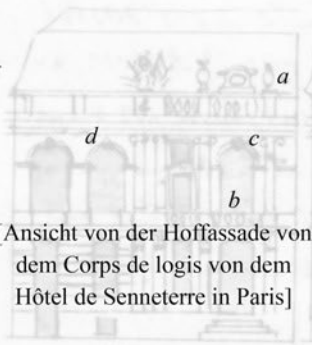 a
d c
b
[Ansicht von der Hoffassade von
dem Corps de logis von dem
Hôtel de Senneterre in Paris]